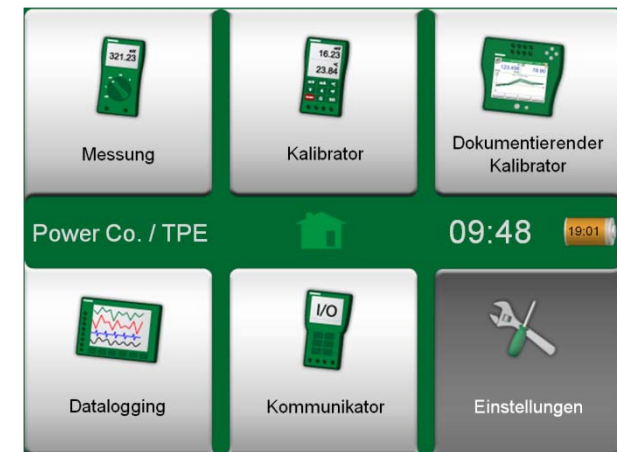 321.23
Messung
16.23
23.84
Kalibrator
Dokumentierender
Kalibrator
Power Co. / TPE
09:48
19:01
Datalogging
I/O
Kommunikator
Einstellungen